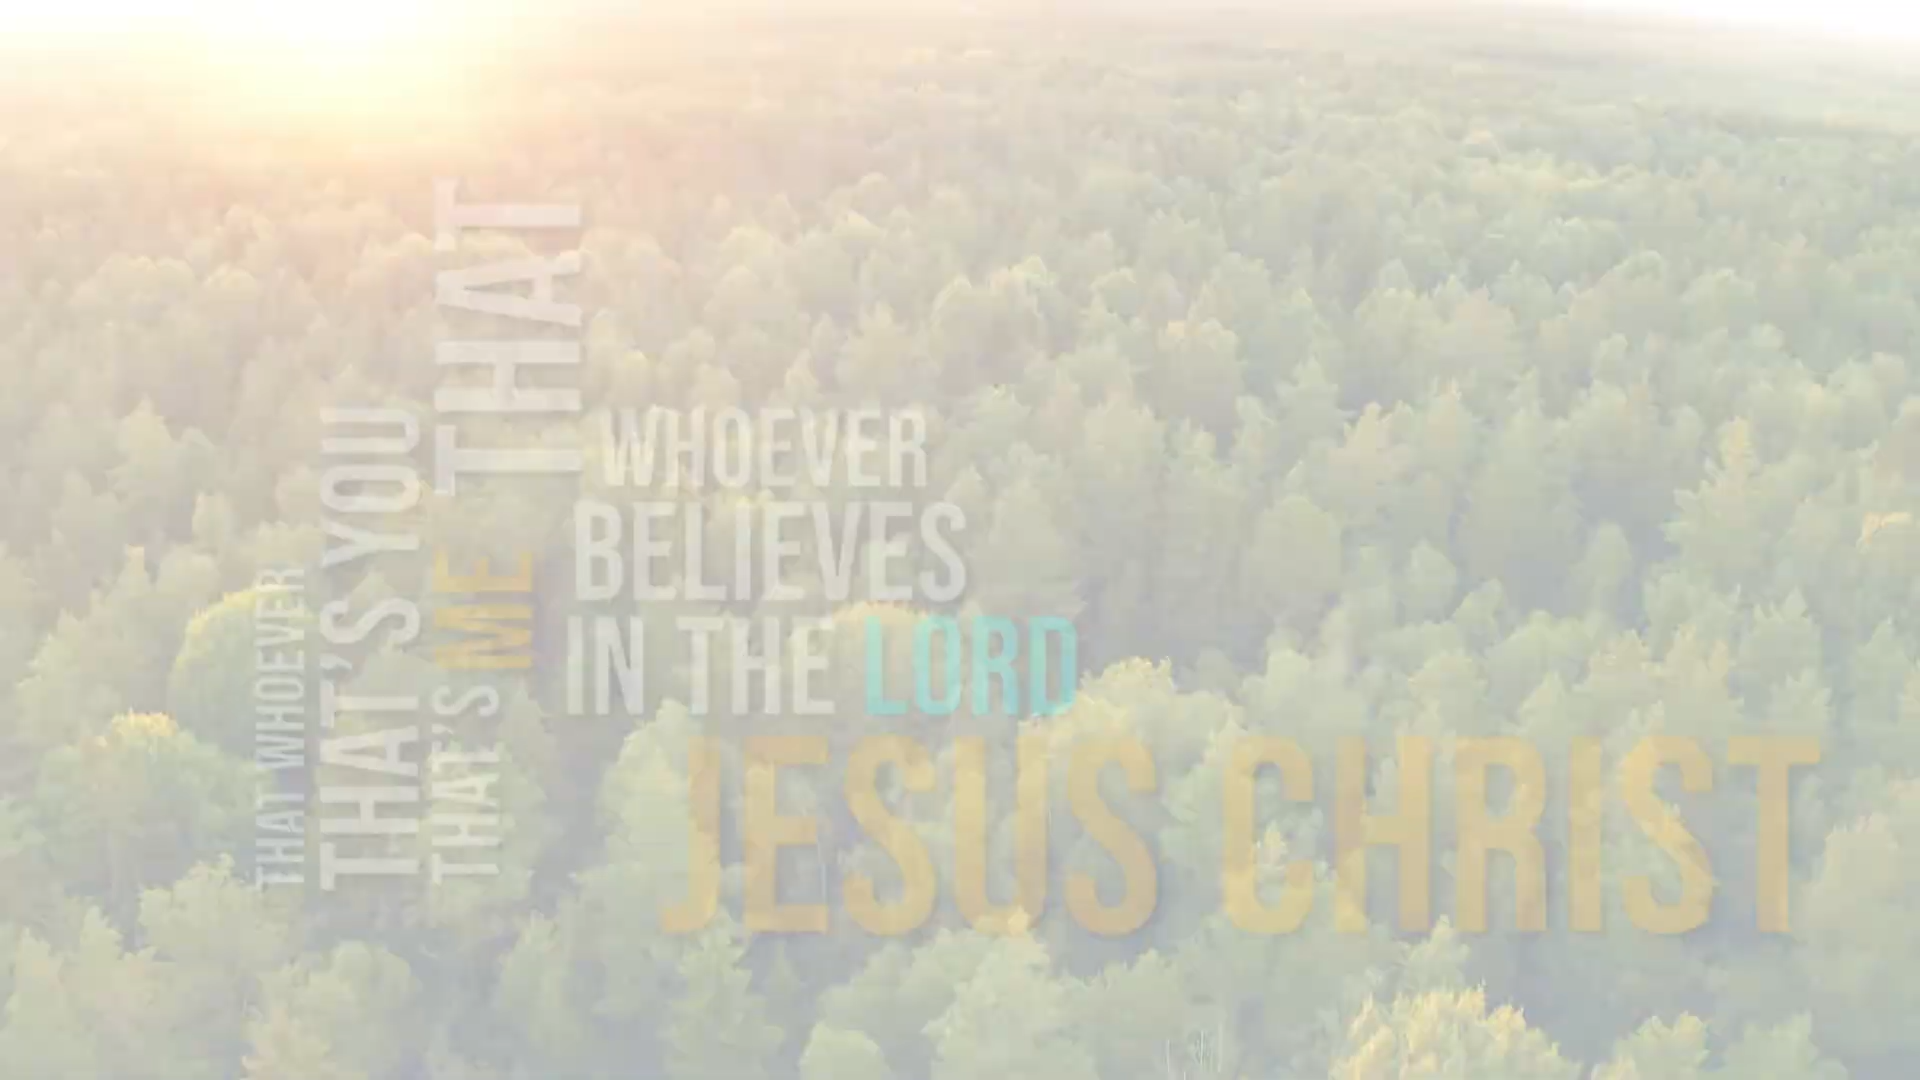 THAT WHOEVER
THAT'S YOU
THAT'S ME
THAT
WHOEVER
BELIEVES
IN THE LORD
JESUS CHRIST